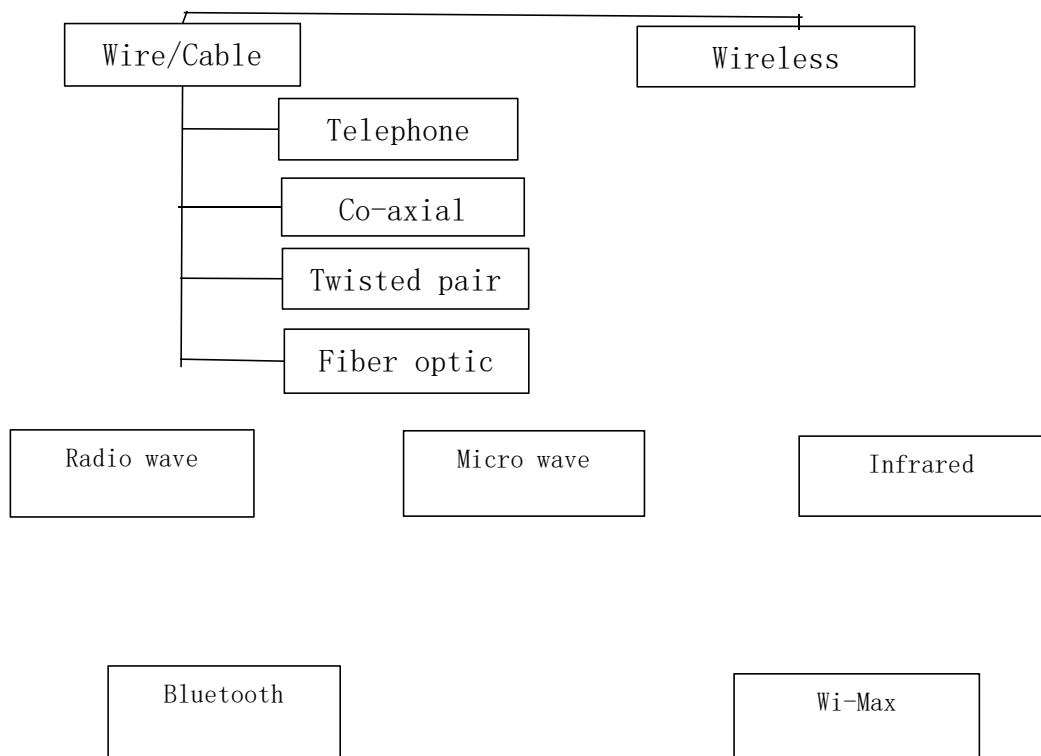 Wire/Cable
Wireless
Telephone
Co-axial
Twisted pair
Fiber optic
Radio wave
Micro wave
Infrared
Bluetooth
Wi-Max